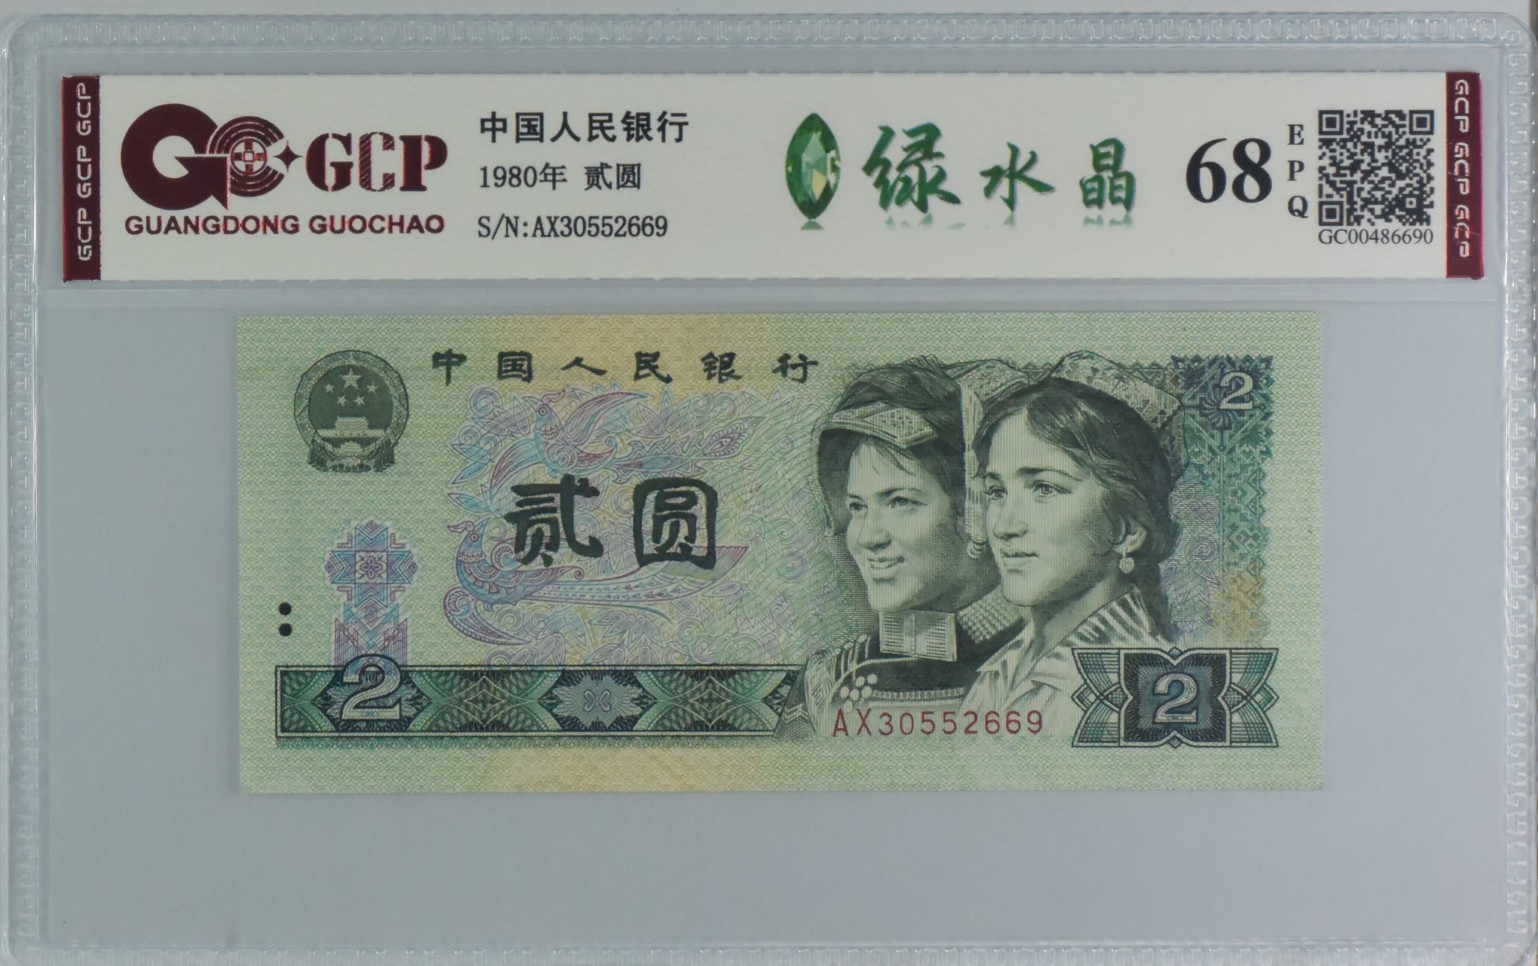 GCP GCP GCP
GCP
GUANGDONG GUOCHAO
中国人民银行
1980年 贰圆
S/N:AX30552669
绿水晶
68
EPQ
GC00486690
GCP GCP GCP
中国人民银行
2
贰圆
2
AX30552669
2